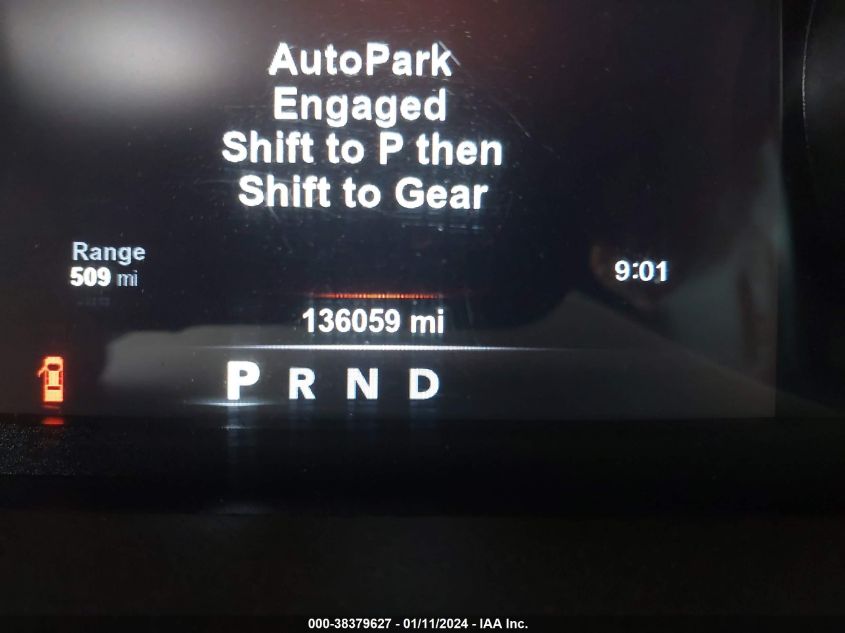 AutoPark
Engaged
Shift to P then
Shift to Gear
Range
509 mi
9:01
136059 mi
P R N D
000-38379627 - 01/11/2024 - IAA Inc.